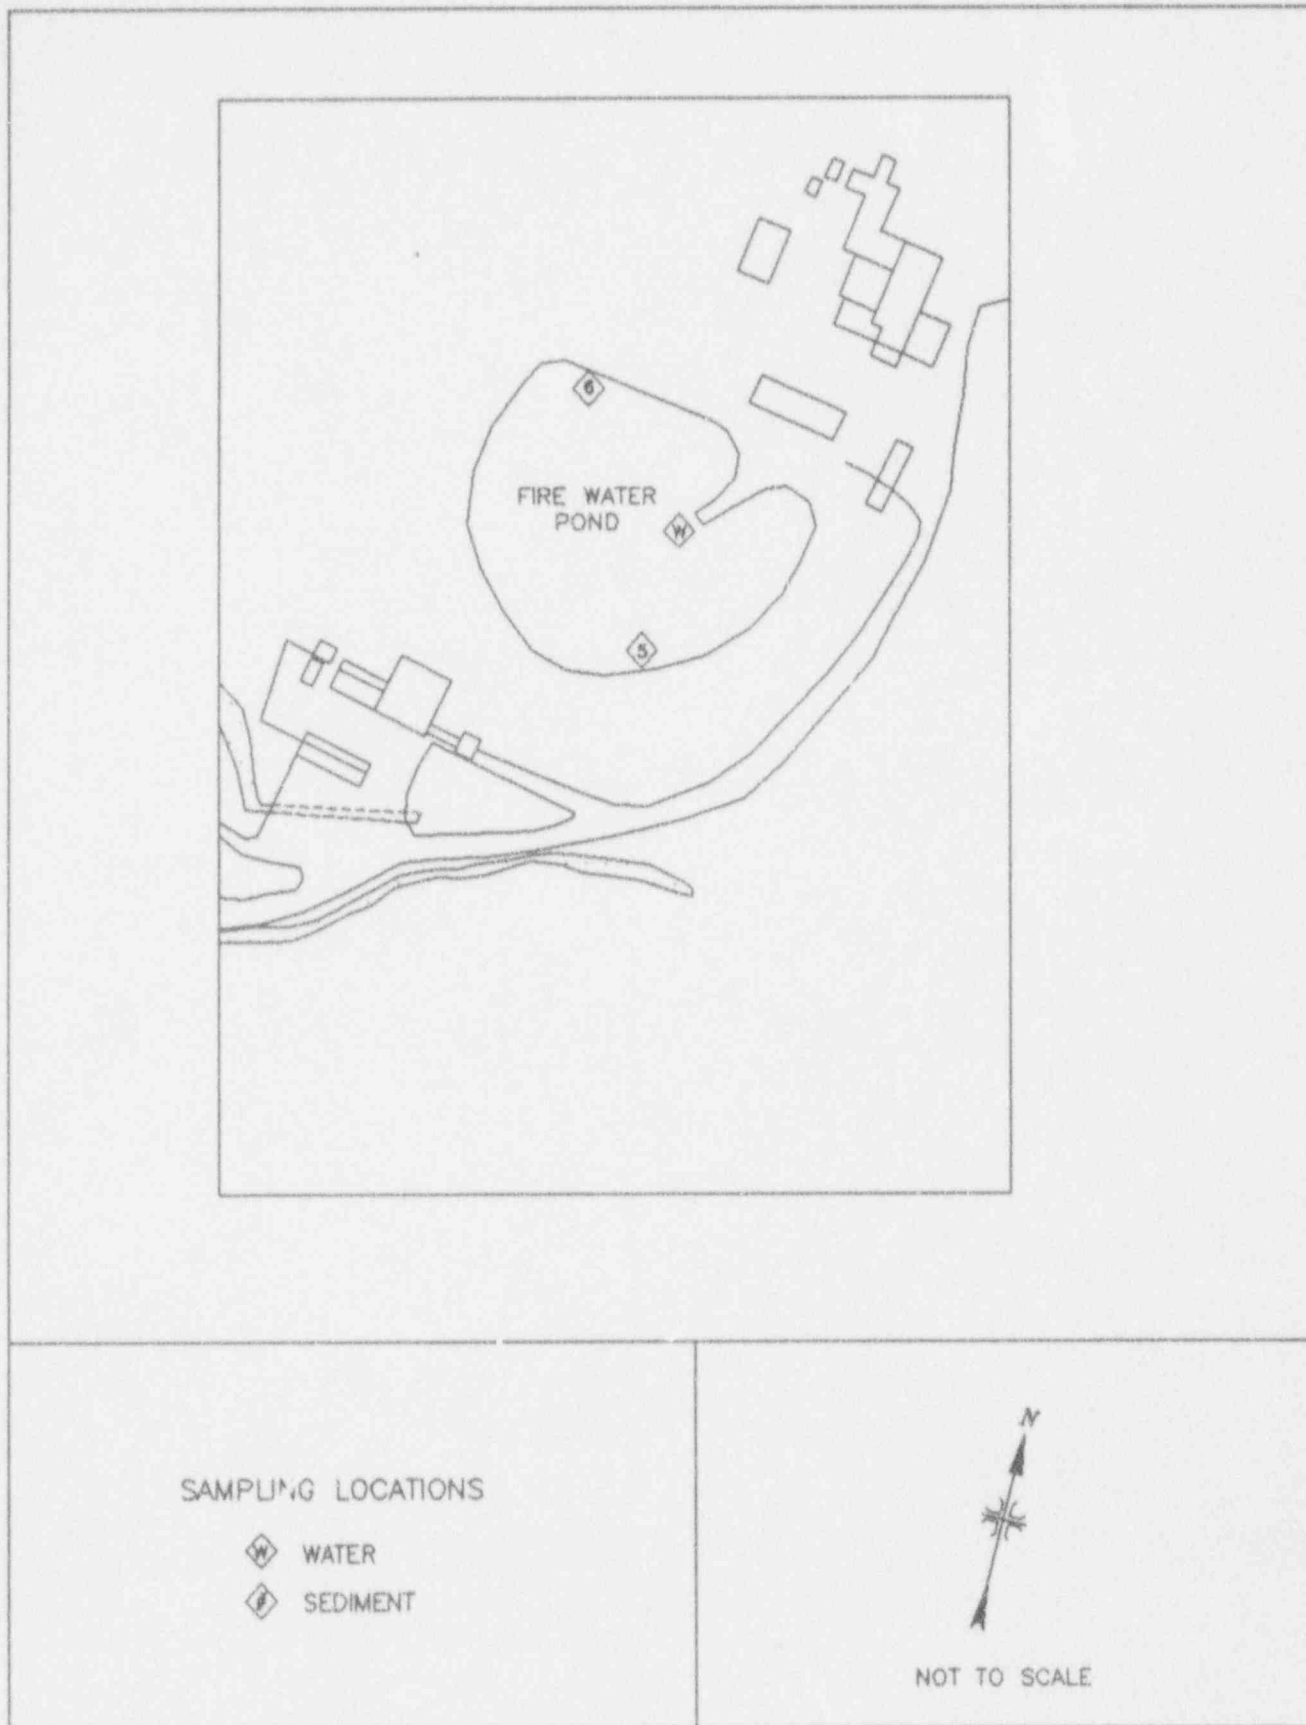 6
FIRE WATER
POND
W
5
SAMPLING LOCATIONS
W WATER
# SEDIMENT
N
NOT TO SCALE